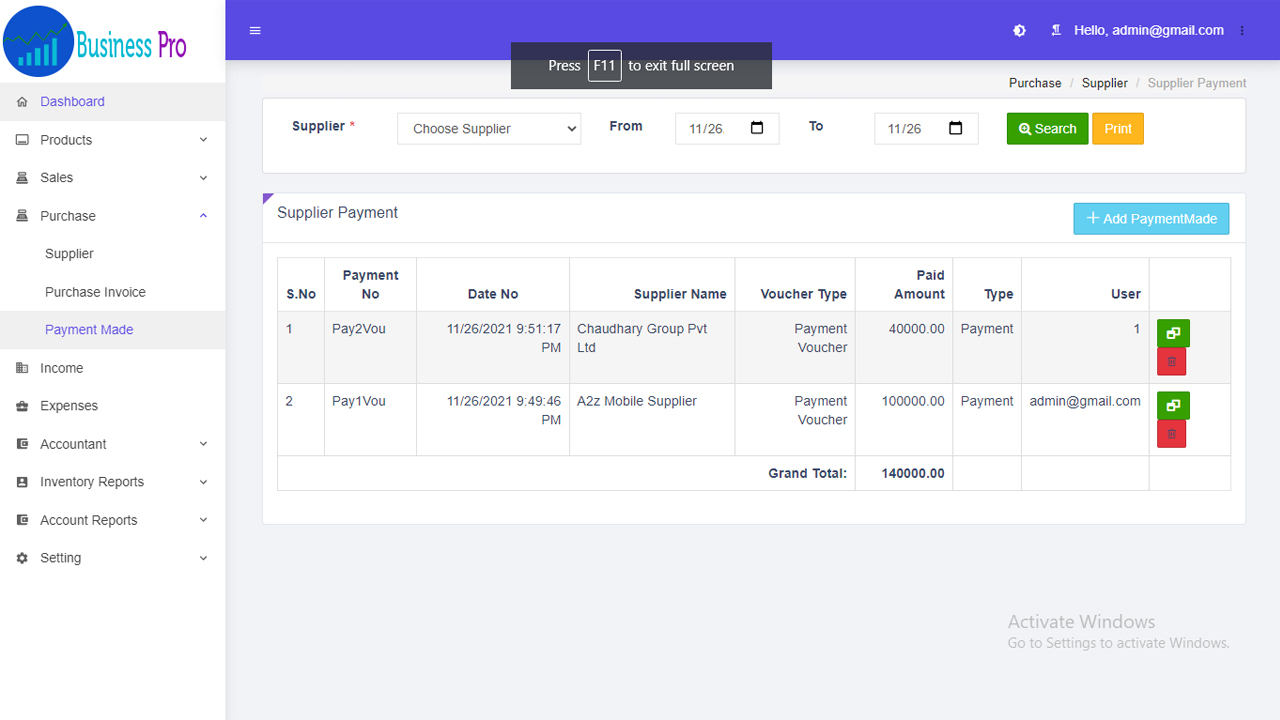 Business Pro
Hello, admin@gmail.com
Press F11 to exit full screen
Purchase / Supplier / Supplier Payment
Dashboard
Products
Sales
Purchase
Supplier
Purchase Invoice
Payment Made
Income
Expenses
Accountant
Inventory Reports
Account Reports
Setting
Supplier * Choose Supplier From 11/26 To 11/26 Search Print
Supplier Payment
Add PaymentMade
S.No Payment No Date No Supplier Name Voucher Type Paid Amount Type User
1 Pay2Vou 11/26/2021 9:51:17 PM Chaudhary Group Pvt Ltd Payment Voucher 40000.00 Payment 1
2 Pay1Vou 11/26/2021 9:49:46 PM A2z Mobile Supplier Payment Voucher 100000.00 Payment admin@gmail.com
Grand Total: 140000.00
Activate Windows
Go to Settings to activate Windows.